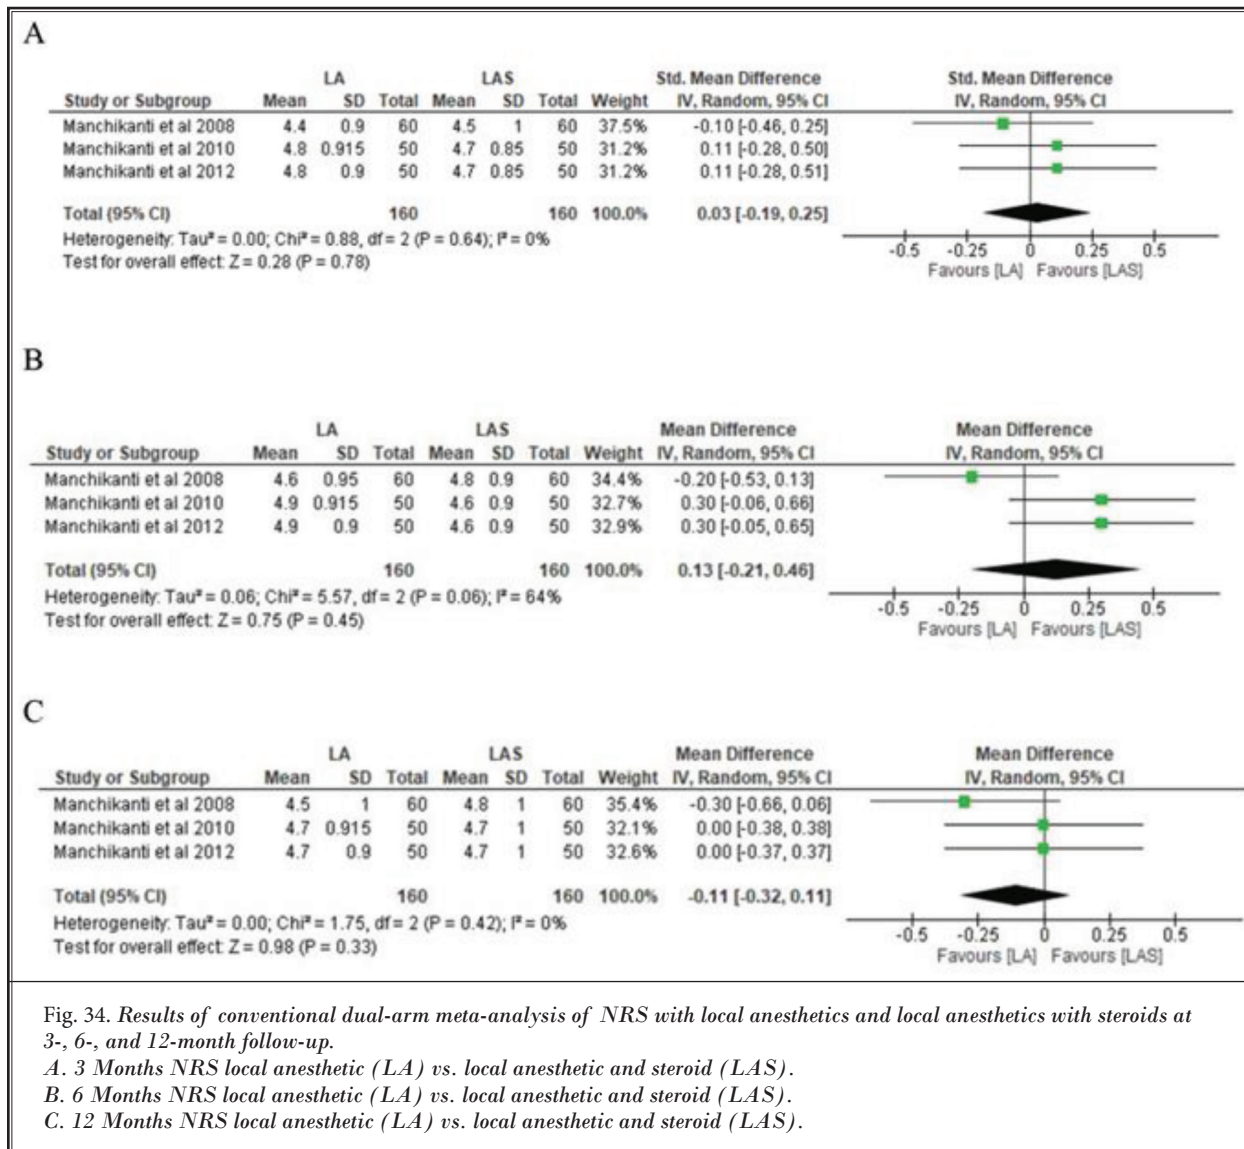 A
LA LAS Std. Mean Difference Std. Mean Difference
Study or Subgroup Mean SD Total Mean SD Total Weight IV, Random, 95% CI IV, Random, 95% CI
Manchikanti et al 2008 4.4 0.9 60 4.5 1 60 37.5% -0.10 [-0.46, 0.25]
Manchikanti et al 2010 4.8 0.915 50 4.7 0.85 50 31.2% 0.11 [-0.28, 0.50]
Manchikanti et al 2012 4.8 0.9 50 4.7 0.85 50 31.2% 0.11 [-0.28, 0.51]
Total (95% CI) 160 160 100.0% 0.03 [-0.19, 0.25]
Heterogeneity: Tau² = 0.00; Chi² = 0.88, df = 2 (P = 0.64); I² = 0%
Test for overall effect: Z = 0.28 (P = 0.78)
-0.5 -0.25 0 0.25 0.5
Favours [LA] Favours [LAS]
B
LA LAS Mean Difference Mean Difference
Study or Subgroup Mean SD Total Mean SD Total Weight IV, Random, 95% CI IV, Random, 95% CI
Manchikanti et al 2008 4.6 0.95 60 4.8 0.9 60 34.4% -0.20 [-0.53, 0.13]
Manchikanti et al 2010 4.9 0.915 50 4.6 0.9 50 32.7% 0.30 [-0.06, 0.66]
Manchikanti et al 2012 4.9 0.9 50 4.6 0.9 50 32.9% 0.30 [-0.05, 0.65]
Total (95% CI) 160 160 100.0% 0.13 [-0.21, 0.46]
Heterogeneity: Tau² = 0.06; Chi² = 5.57, df = 2 (P = 0.06); I² = 64%
Test for overall effect: Z = 0.75 (P = 0.45)
-0.5 -0.25 0 0.25 0.5
Favours [LA] Favours [LAS]
C
LA LAS Mean Difference Mean Difference
Study or Subgroup Mean SD Total Mean SD Total Weight IV, Random, 95% CI IV, Random, 95% CI
Manchikanti et al 2008 4.5 1 60 4.8 1 60 35.4% -0.30 [-0.66, 0.06]
Manchikanti et al 2010 4.7 0.915 50 4.7 1 50 32.1% 0.00 [-0.38, 0.38]
Manchikanti et al 2012 4.7 0.9 50 4.7 1 50 32.6% 0.00 [-0.37, 0.37]
Total (95% CI) 160 160 100.0% -0.11 [-0.32, 0.11]
Heterogeneity: Tau² = 0.00; Chi² = 1.75, df = 2 (P = 0.42); I² = 0%
Test for overall effect: Z = 0.98 (P = 0.33)
-0.5 -0.25 0 0.25 0.5
Favours [LA] Favours [LAS]
Fig. 34. Results of conventional dual-arm meta-analysis of NRS with local anesthetics and local anesthetics with steroids at
3-, 6-, and 12-month follow-up.
A. 3 Months NRS local anesthetic (LA) vs. local anesthetic and steroid (LAS).
B. 6 Months NRS local anesthetic (LA) vs. local anesthetic and steroid (LAS).
C. 12 Months NRS local anesthetic (LA) vs. local anesthetic and steroid (LAS).